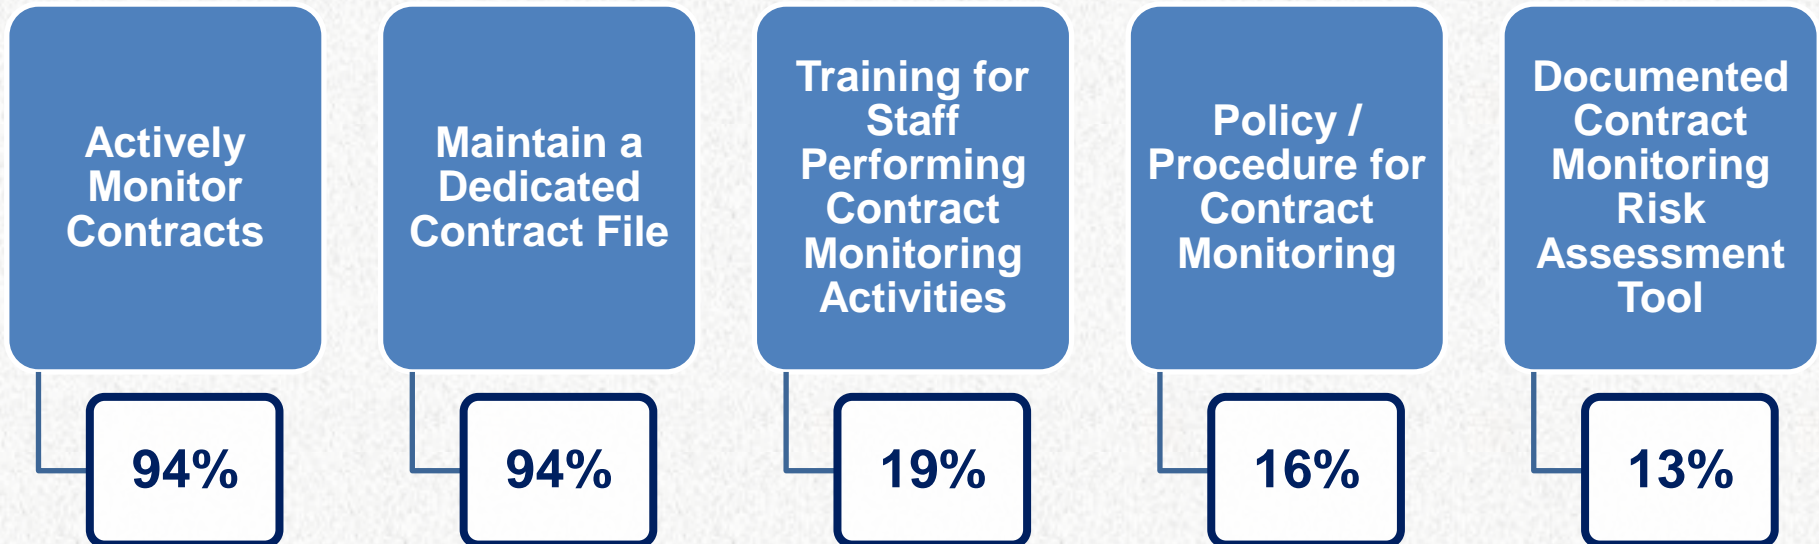 Actively
Monitor
Contracts
94%
Maintain a
Dedicated
Contract File
94%
Training for
Staff
Performing
Contract
Monitoring
Activities
19%
Policy /
Procedure for
Contract
Monitoring
16%
Documented
Contract
Monitoring
Risk
Assessment
Tool
13%